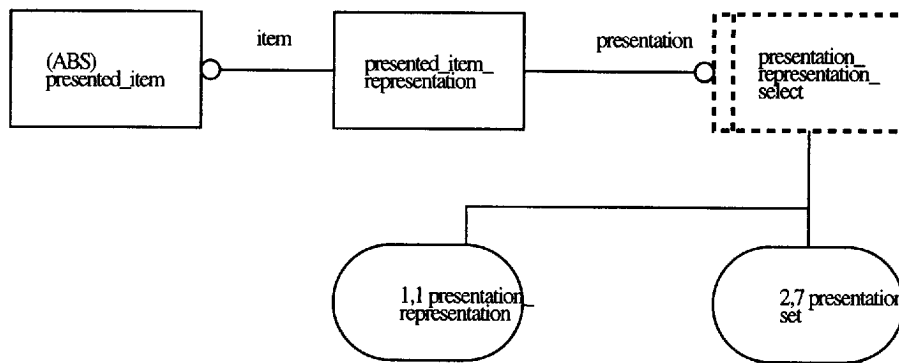 item
presentation
(ABS)
presented_item
presented_item_
representation
presentation_
representation_
select
1,1 presentation_
representation
2,7 presentation
set